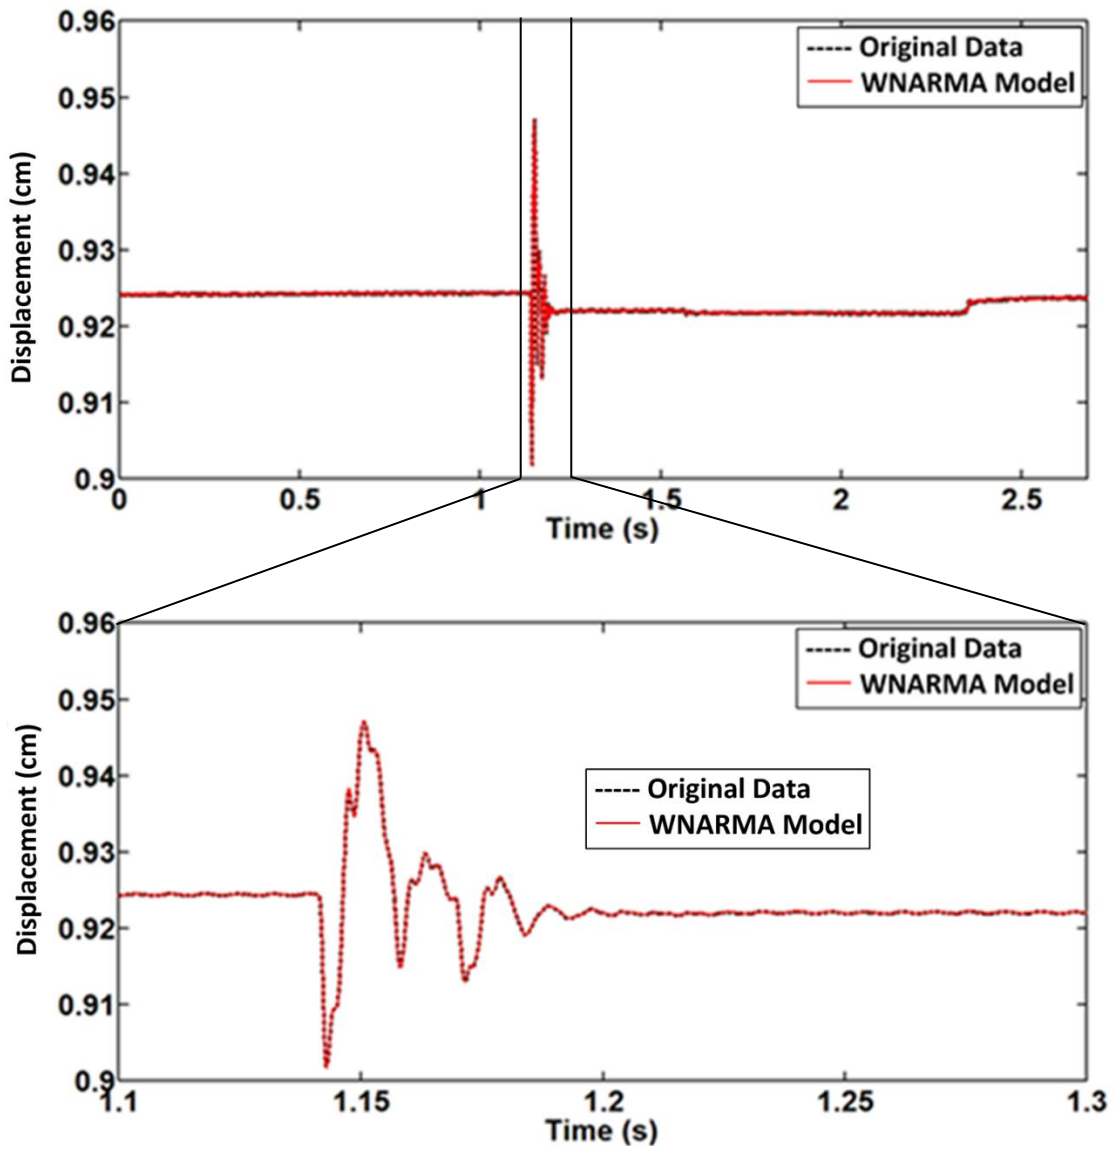 0.96
Original Data
WNARMA Model
0.95
0.94
0.93
0.92
0.91
0.9
Displacement (cm)
0 0.5 1 1.5 2 2.5
Time (s)
0.96
Original Data
WNARMA Model
0.95
0.94
Original Data
WNARMA Model
0.93
0.92
0.91
0.9
Displacement (cm)
1.1 1.15 1.2 1.25 1.3
Time (s)